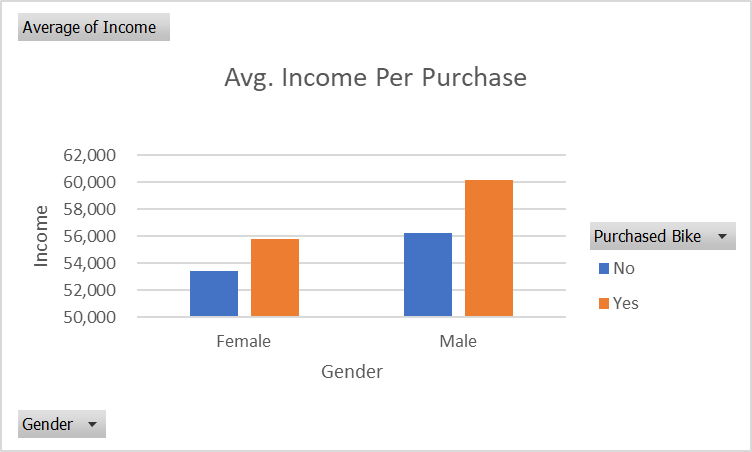 Average of Income
Avg. Income Per Purchase
62,000
60,000
58,000
56,000
54,000
52,000
50,000
Income
Female
Male
Gender
Purchased Bike
No
Yes
Gender